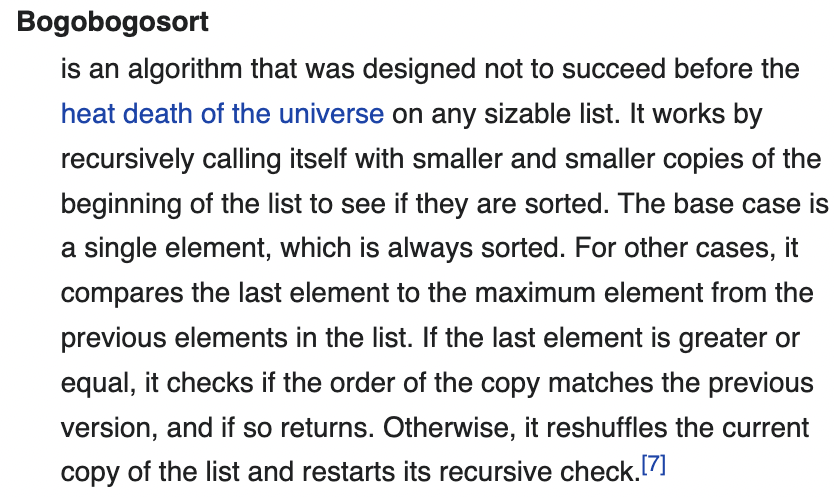 Bogobogosort
is an algorithm that was designed not to succeed before the
heat death of the universe on any sizable list. It works by
recursively calling itself with smaller and smaller copies of the
beginning of the list to see if they are sorted. The base case is
a single element, which is always sorted. For other cases, it
compares the last element to the maximum element from the
previous elements in the list. If the last element is greater or
equal, it checks if the order of the copy matches the previous
version, and if so returns. Otherwise, it reshuffles the current
copy of the list and restarts its recursive check.[7]